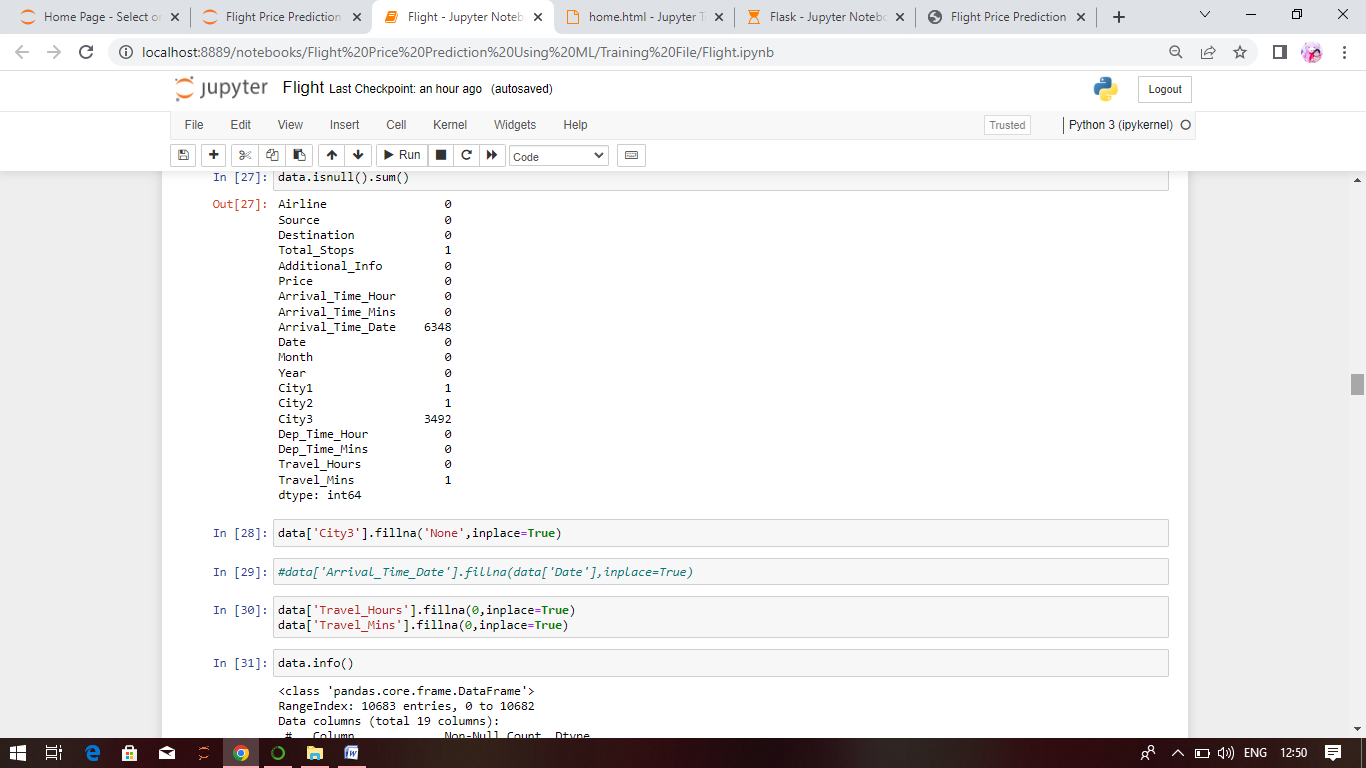 Home Page - Select or
Flight Price Prediction
Flight - Jupyter Noteb
home.html - Jupyter T
Flask - Jupyter Notebo
Flight Price Prediction
localhost:8889/notebooks/Flight%20Price%20Prediction%20Using%20ML/Training%20File/Flight.ipynb
jupyter Flight Last Checkpoint: an hour ago (autosaved)
Logout
File Edit View Insert Cell Kernel Widgets Help
Trusted
Python 3 (ipykernel)
Run
Code
In [27]: data.isnull().sum()
Out[27]: Airline 0
Source 0
Destination 0
Total_Stops 1
Additional_Info 0
Price 0
Arrival_Time_Hour 0
Arrival_Time_Mins 0
Arrival_Time_Date 6348
Date 0
Month 0
Year 0
City1 1
City2 1
City3 3492
Dep_Time_Hour 0
Dep_Time_Mins 0
Travel_Hours 0
Travel_Mins 1
dtype: int64
In [28]: data['City3'].fillna('None',inplace=True)
In [29]: #data['Arrival_Time_Date'].fillna(data['Date'],inplace=True)
In [30]: data['Travel_Hours'].fillna(0,inplace=True)
data['Travel_Mins'].fillna(0,inplace=True)
In [31]: data.info()
<class 'pandas.core.frame.DataFrame'>
RangeIndex: 10683 entries, 0 to 10682
Data columns (total 19 columns):
# Column Non-Null Count Dtype
ENG 12:50